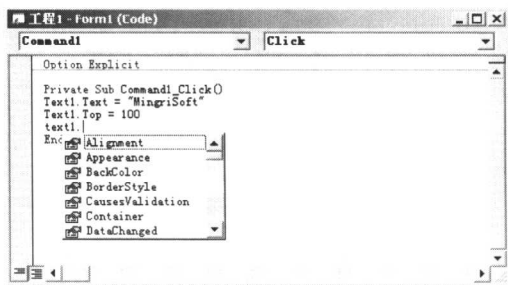 工程1 - Form1 (Code)
Command1
Click
Option Explicit
Private Sub Command1_Click()
Text1.Text = "MingriSoft"
Text1.Top = 100
text1.
Enc
Alignment
Appearance
BackColor
BorderStyle
CausesValidation
Container
DataChanged